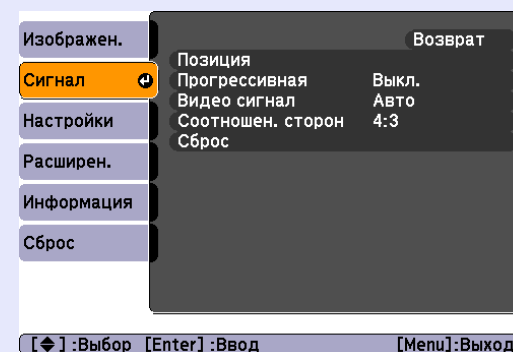 Изображен.
Сигнал
Настройки
Расширен.
Информация
Сброс
Возврат
Позиция
Прогрессивная Выкл.
Видео сигнал Авто
Соотношен. сторон 4:3
Сброс
[◆] :Выбор [Enter] :Ввод [Menu]:Выход